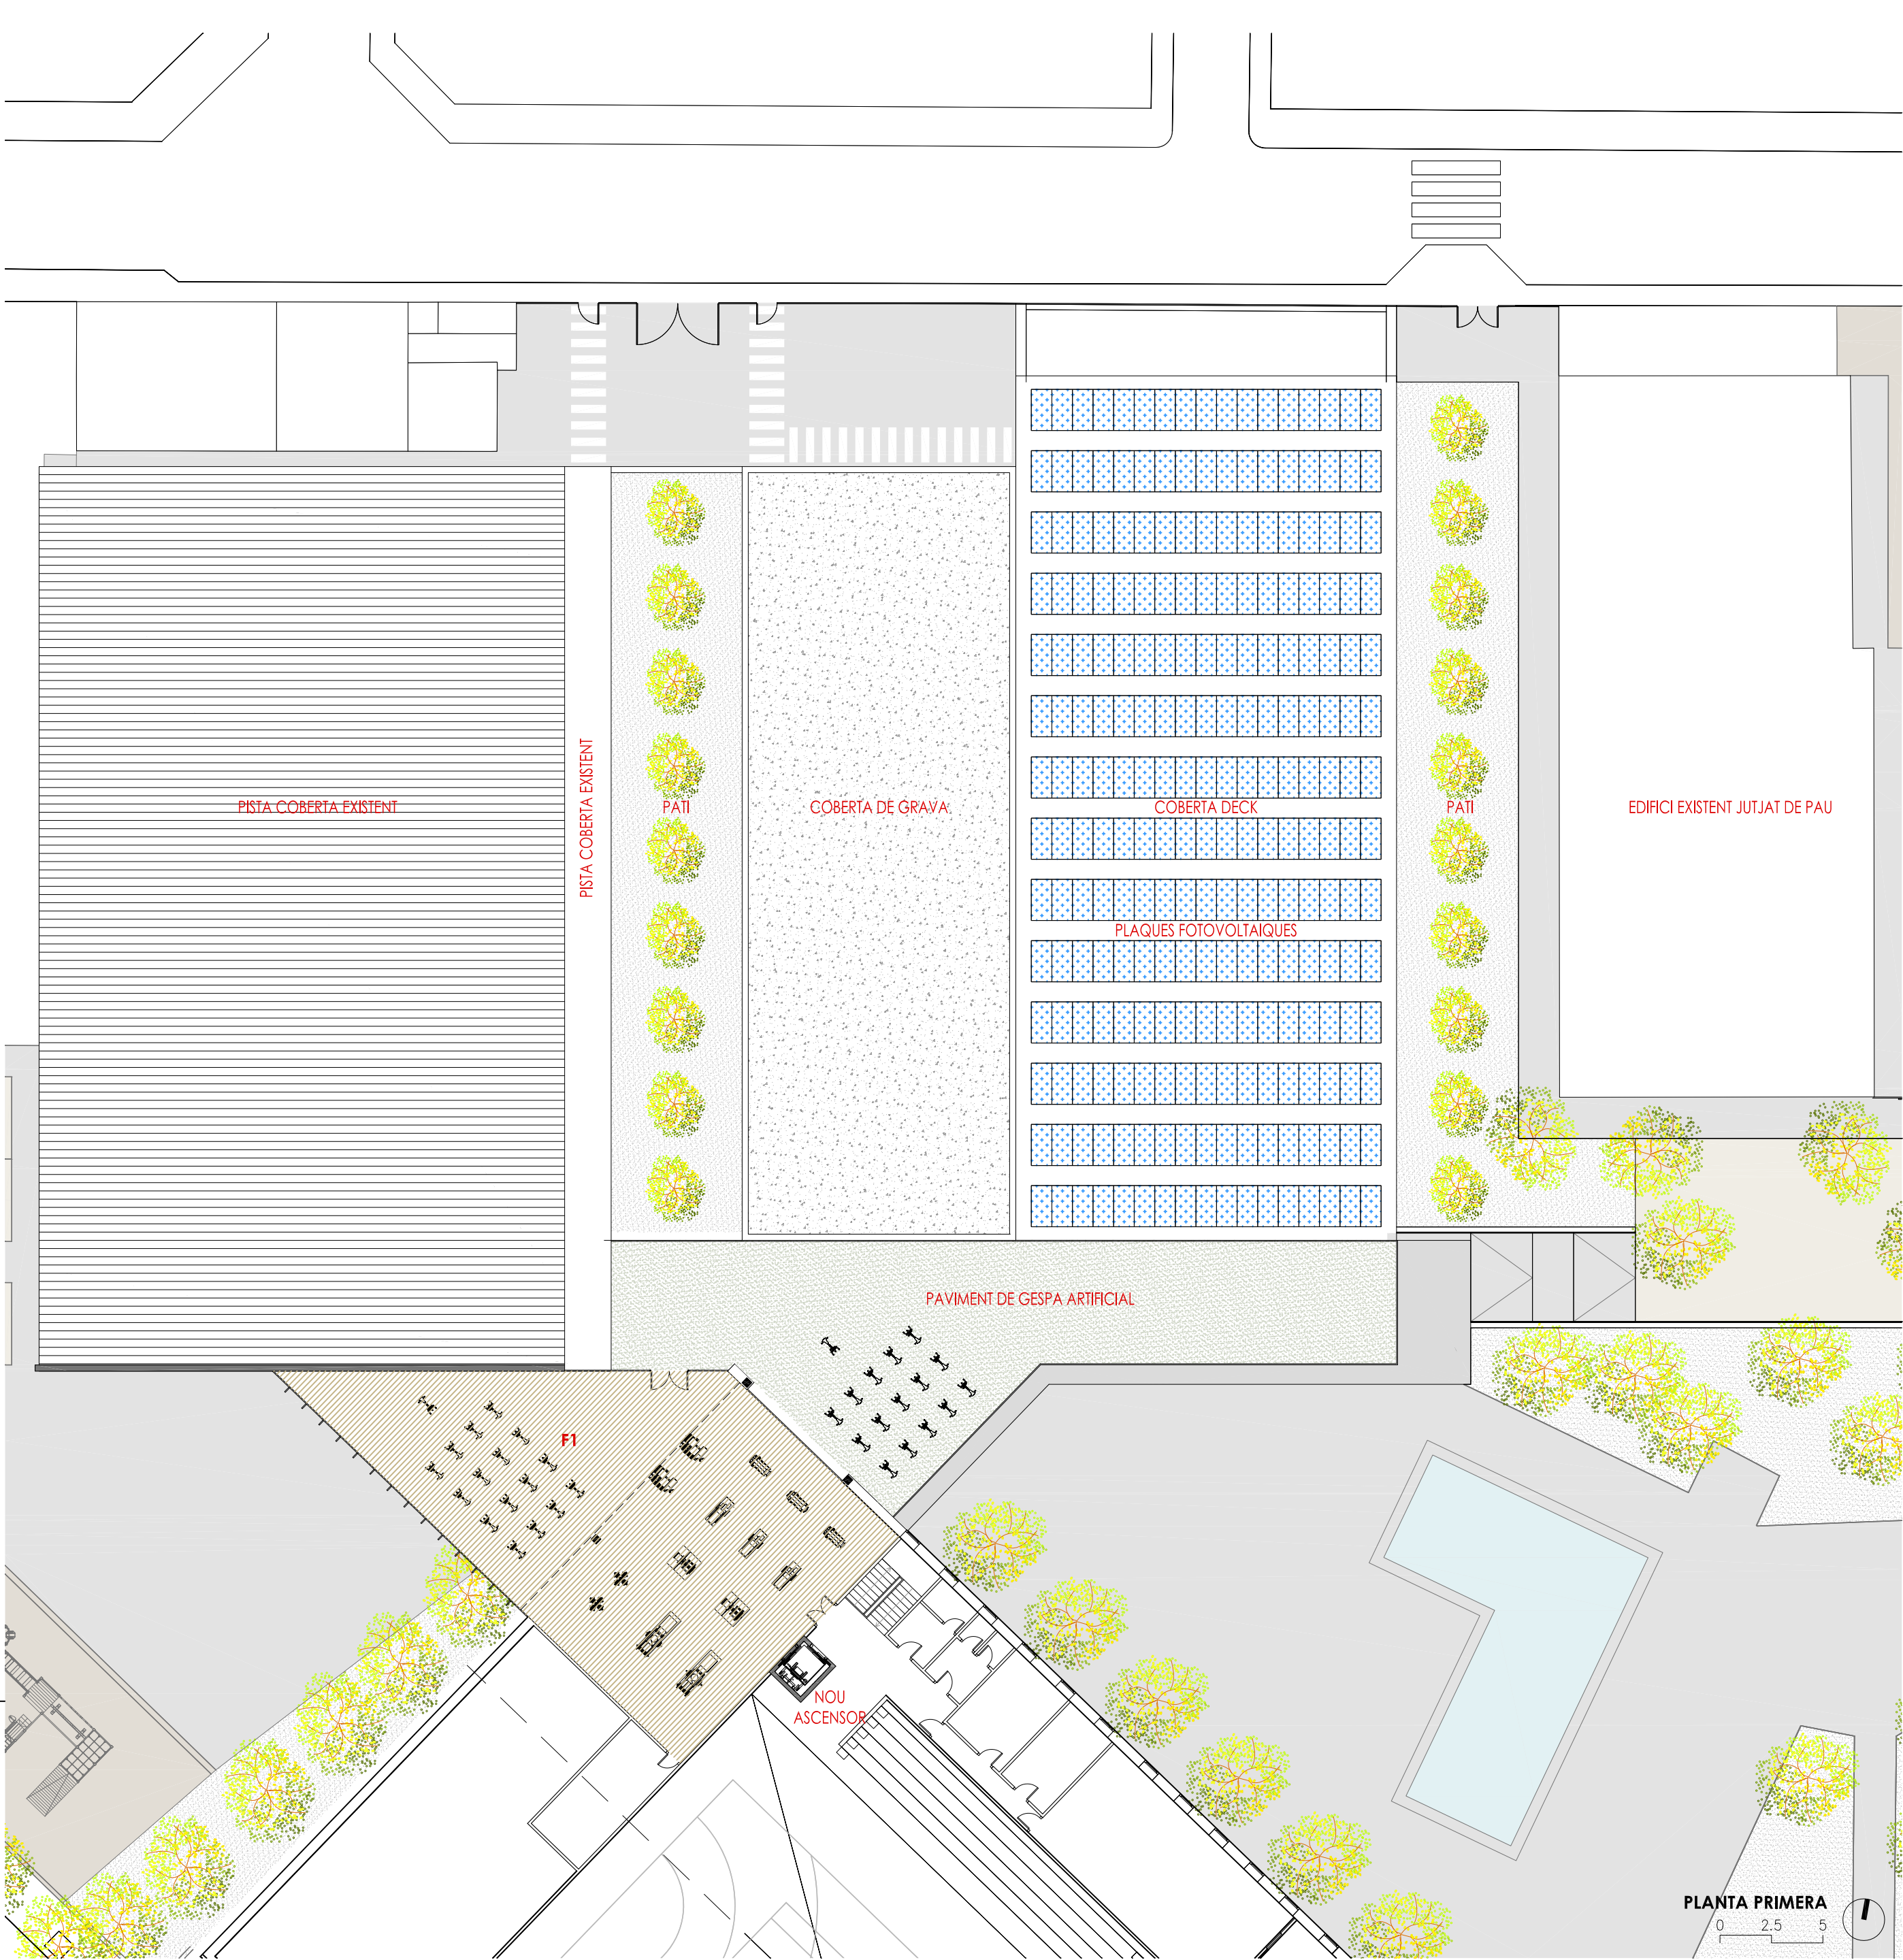 PISTA COBERTA EXISTENT
PISTA COBERTA EXISTENT
PATI
COBERTA DE GRAVA
COBERTA DECK
PATI
EDIFICI EXISTENT JUTJAT DE PAU
PLAQUES FOTOVOLTAIQUES
PAVIMENT DE GESPA ARTIFICIAL
F1
NOU
ASCENSOR
PLANTA PRIMERA
0 2.5 5